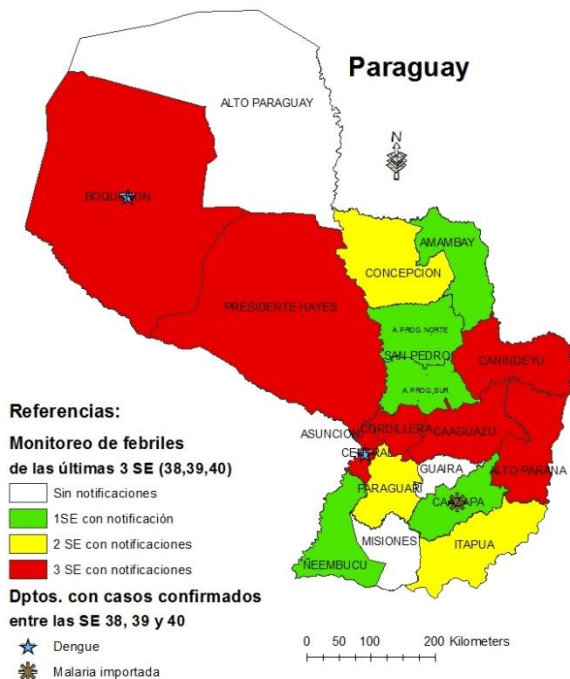 Paraguay
N
ALTO PARAGUAY
BOQUERON
AMAMBAY
CONCEPCION
PRESIDENTE HAYES
A. PROG. NORTE
SAN PEDRO
CANINDEYU
A. PROG. SUR
ASUNCION
CORDILLERA
CAAGUAZU
CENTRAL
GUAIRA
ALTO PARANA
PARAGUARI
CAAZAPA
MISIONES
ITAPUA
ÑEEMBUCU
Referencias:
Monitoreo de febriles
de las últimas 3 SE (38,39,40)
Sin notificaciones
1SE con notificación
2 SE con notificaciones
3 SE con notificaciones
Dptos. con casos confirmados
entre las SE 38, 39 y 40
Dengue
Malaria importada
0 50 100 200 Kilometers